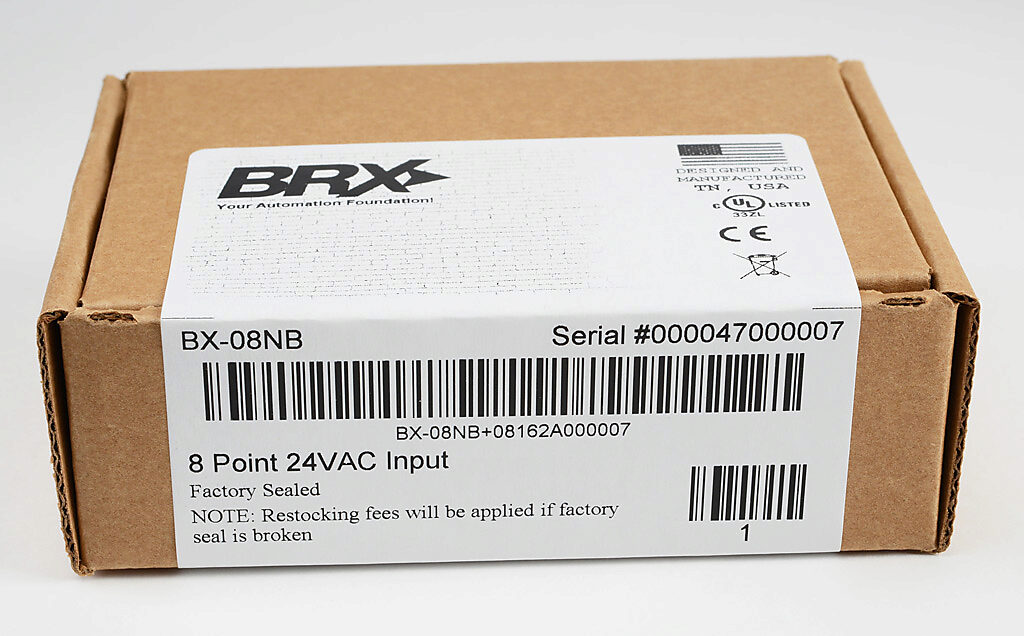 BRX
Your Automation Foundation!
DESIGNED AND
MANUFACTURED
TN, USA
C UL LISTED
33ZL
CE
BX-08NB
Serial #000047000007
BX-08NB+08162A000007
8 Point 24VAC Input
Factory Sealed
NOTE: Restocking fees will be applied if factory
seal is broken
1